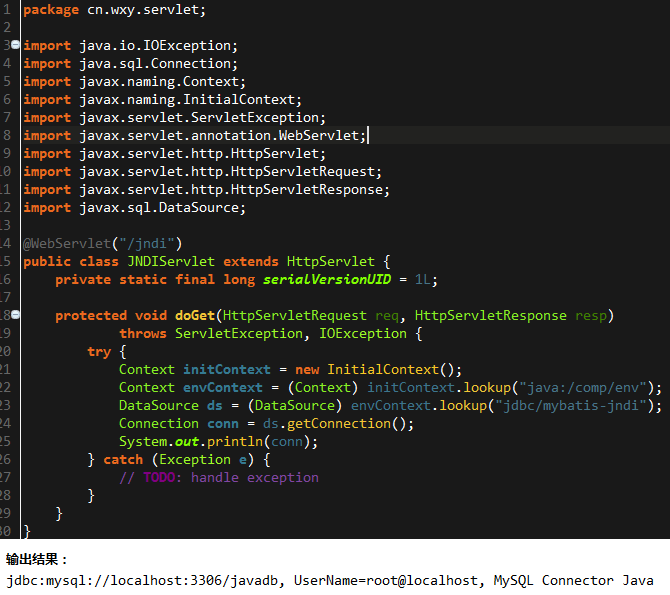 1 package cn.wxy.servlet;
2
3 import java.io.IOException;
4 import java.sql.Connection;
5 import javax.naming.Context;
6 import javax.naming.InitialContext;
7 import javax.servlet.ServletException;
8 import javax.servlet.annotation.WebServlet;
9 import javax.servlet.http.HttpServlet;
10 import javax.servlet.http.HttpServletRequest;
11 import javax.servlet.http.HttpServletResponse;
12 import javax.sql.DataSource;
13
14 @WebServlet("/jndi")
15 public class JNDIServlet extends HttpServlet {
16     private static final long serialVersionUID = 1L;
17
18     protected void doGet(HttpServletRequest req, HttpServletResponse resp)
19             throws ServletException, IOException {
20         try {
21             Context initContext = new InitialContext();
22             Context envContext = (Context) initContext.lookup("java:/comp/env");
23             DataSource ds = (DataSource) envContext.lookup("jdbc/mybatis-jndi");
24             Connection conn = ds.getConnection();
25             System.out.println(conn);
26         } catch (Exception e) {
27             // TODO: handle exception
28         }
29     }
30 }
输出结果：
jdbc:mysql://localhost:3306/javadb, UserName=root@localhost, MySQL Connector Java